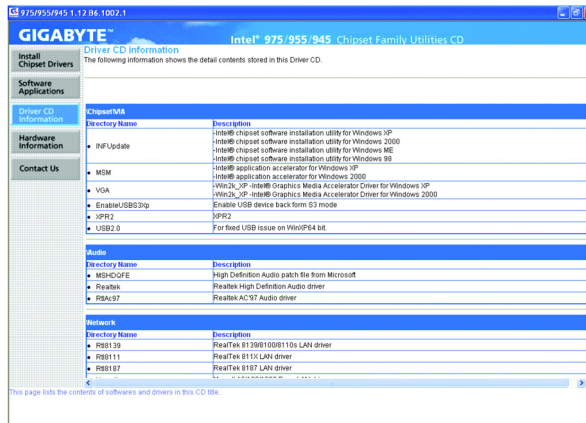 975/955/945 1.12 B6.1002.1
GIGABYTE™
Intel® 975/955/945 Chipset Family Utilities CD
Install
Chipset Drivers
Software
Applications
Driver CD
Information
Hardware
Information
Contact Us
Driver CD information
The following information shows the detail contents stored in this Driver CD.
\Chipset\VIA
Directory Name Description
• INFUpdate
-Intel® chipset software installation utility for Windows XP
-Intel® chipset software installation utility for Windows 2000
-Intel® chipset software installation utility for Windows ME
-Intel® chipset software installation utility for Windows 98
• MSM
-Intel® application accelerator for Windows XP
-Intel® application accelerator for Windows 2000
• VGA
-Win2k_XP -Intel® Graphics Media Accelerator Driver for Windows XP
-Win2k_XP -Intel® Graphics Media Accelerator Driver for Windows 2000
• EnableUSBS3Xp Enable USB device back form S3 mode
• XPR2 XPR2
• USB2.0 For fixed USB issue on WinXP64 bit.
\Audio
Directory Name Description
• MSHDQFE High Definition Audio patch file from Microsoft
• Realtek Realtek High Definition Audio driver
• RtlAc97 Realtek AC'97 Audio driver
\Network
Directory Name Description
• Rtl8139 RealTek 8139/8100/8110s LAN driver
• Rtl8111 RealTek 811X LAN driver
• Rtl8187 RealTek 8187 LAN driver
This page lists the contents of softwares and drivers in this CD title.